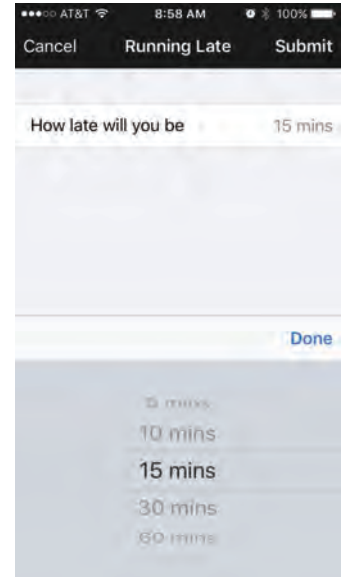 AT&T 8:58 AM 100%
Cancel Running Late Submit
How late will you be 15 mins
Done
5 mins
10 mins
15 mins
30 mins
60 mins